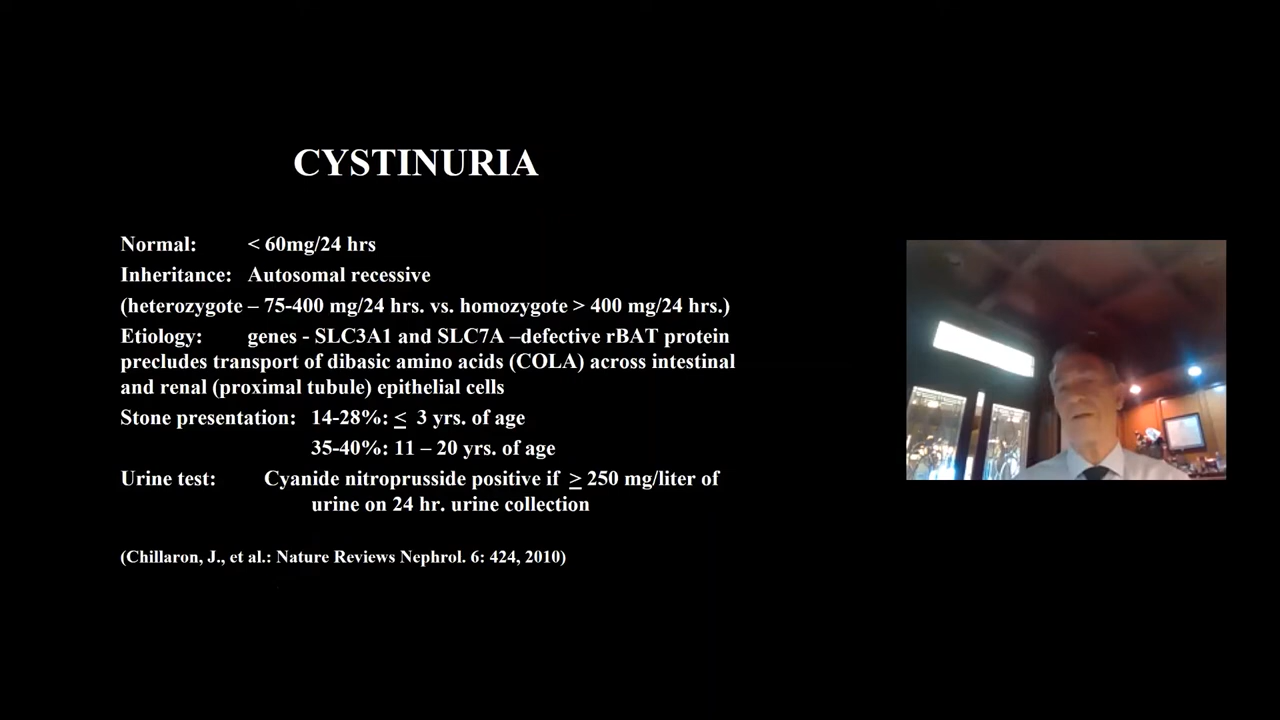 CYSTINURIA
Normal: < 60mg/24 hrs
Inheritance: Autosomal recessive
(heterozygote – 75-400 mg/24 hrs. vs. homozygote > 400 mg/24 hrs.)
Etiology: genes - SLC3A1 and SLC7A –defective rBAT protein
precludes transport of dibasic amino acids (COLA) across intestinal
and renal (proximal tubule) epithelial cells
Stone presentation: 14-28%: ≤ 3 yrs. of age
35-40%: 11 – 20 yrs. of age
Urine test: Cyanide nitroprusside positive if ≥ 250 mg/liter of
urine on 24 hr. urine collection
(Chillaron, J., et al.: Nature Reviews Nephrol. 6: 424, 2010)